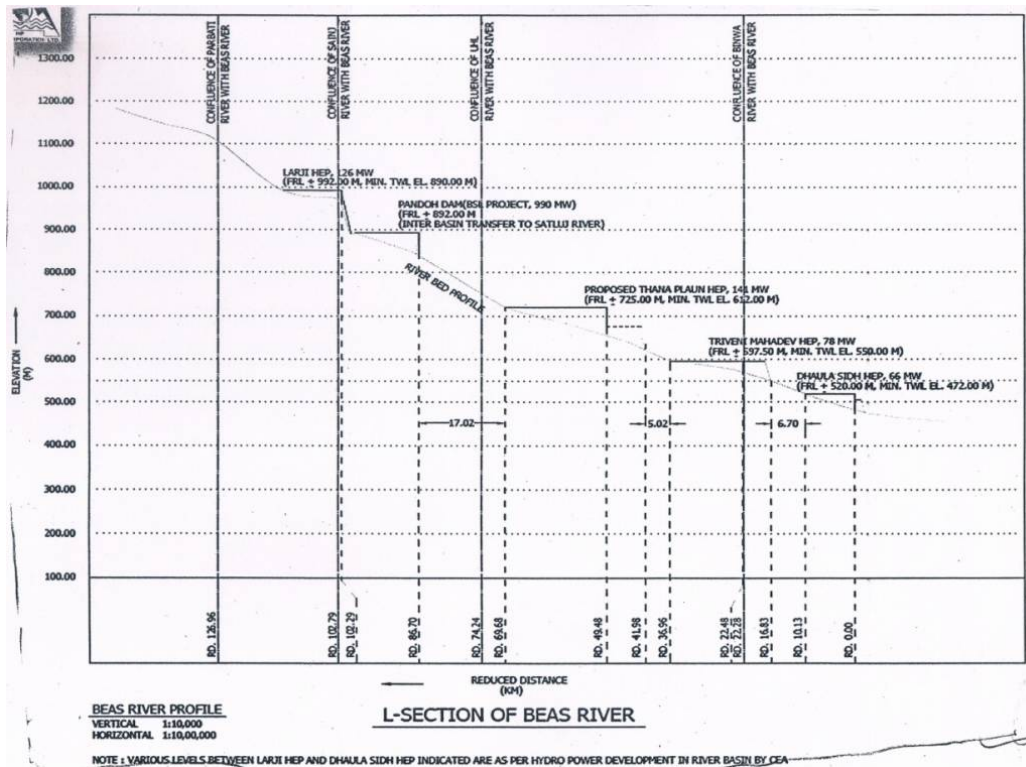 HP
CORPORATION LTD.
1300.00
1200.00
1100.00
1000.00
900.00
800.00
700.00
600.00
500.00
400.00
300.00
200.00
100.00
ELEVATION
(M)
CONFLUENCE OF PARBATI
RIVER WITH BEAS RIVER
CONFLUENCE OF SAINJ
RIVER WITH BEAS RIVER
CONFLUENCE OF UHL
RIVER WITH BEAS RIVER
CONFLUENCE OF BINWA
RIVER WITH BEAS RIVER
LARJI HEP, 126 MW
(FRL + 992.00 M, MIN. TWL EL. 890.00 M)
PANDOH DAM(BSL PROJECT, 990 MW)
(FRL + 892.00 M
(INTER BASIN TRANSFER TO SATLUJ RIVER)
RIVER BED PROFILE
PROPOSED THANA PLAUN HEP, 141 MW
(FRL + 725.00 M, MIN. TWL EL. 612.00 M)
TRIVENI MAHADEV HEP, 78 MW
(FRL + 597.50 M, MIN. TWL EL. 550.00 M)
DHAULA SIDH HEP, 66 MW
(FRL + 520.00 M, MIN. TWL EL. 472.00 M)
17.02
5.02
6.70
RD. 126.96
RD. 102.79
RD. 102.29
RD. 86.70
RD. 74.24
RD. 69.68
RD. 49.48
RD. 41.98
RD. 36.96
RD. 22.48
RD. 22.28
RD. 16.83
RD. 10.13
RD. 0.00
REDUCED DISTANCE
(KM)
BEAS RIVER PROFILE
VERTICAL 1:10,000
HORIZONTAL 1:10,00,000
L-SECTION OF BEAS RIVER
NOTE : VARIOUS LEVELS BETWEEN LARJI HEP AND DHAULA SIDH HEP INDICATED ARE AS PER HYDRO POWER DEVELOPMENT IN RIVER BASIN BY CEA